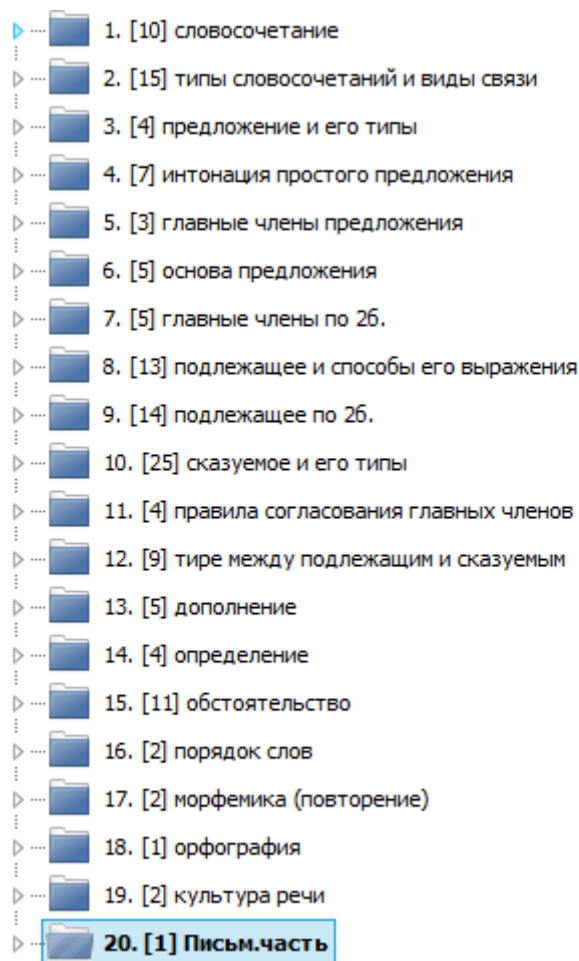 1. [10] словосочетание
2. [15] типы словосочетаний и виды связи
3. [4] предложение и его типы
4. [7] интонация простого предложения
5. [3] главные члены предложения
6. [5] основа предложения
7. [5] главные члены по 2б.
8. [13] подлежащее и способы его выражения
9. [14] подлежащее по 2б.
10. [25] сказуемое и его типы
11. [4] правила согласования главных членов
12. [9] тире между подлежащим и сказуемым
13. [5] дополнение
14. [4] определение
15. [11] обстоятельство
16. [2] порядок слов
17. [2] морфемика (повторение)
18. [1] орфография
19. [2] культура речи
20. [1] Письм.часть